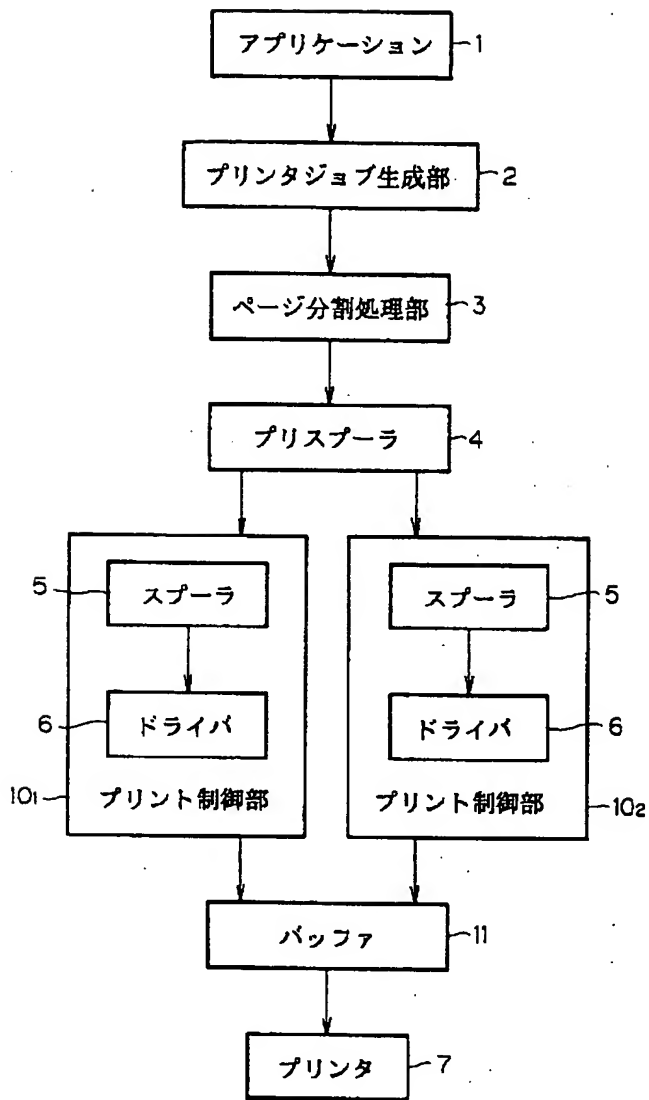 アプリケーション 1
プリンタジョブ生成部 2
ページ分割処理部 3
プリスプーラ 4
5 スプーラ
スプーラ 5
6 ドライバ
ドライバ 6
10₁ プリント制御部
プリント制御部 10₂
バッファ 11
プリンタ 7